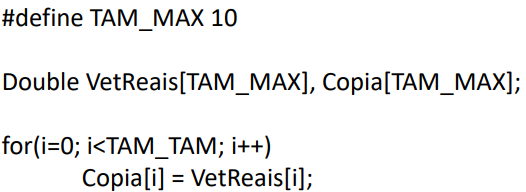 #define TAM_MAX 10
Double VetReais[TAM_MAX], Copia[TAM_MAX];
for(i=0; i<TAM_TAM; i++)
Copia[i] = VetReais[i];